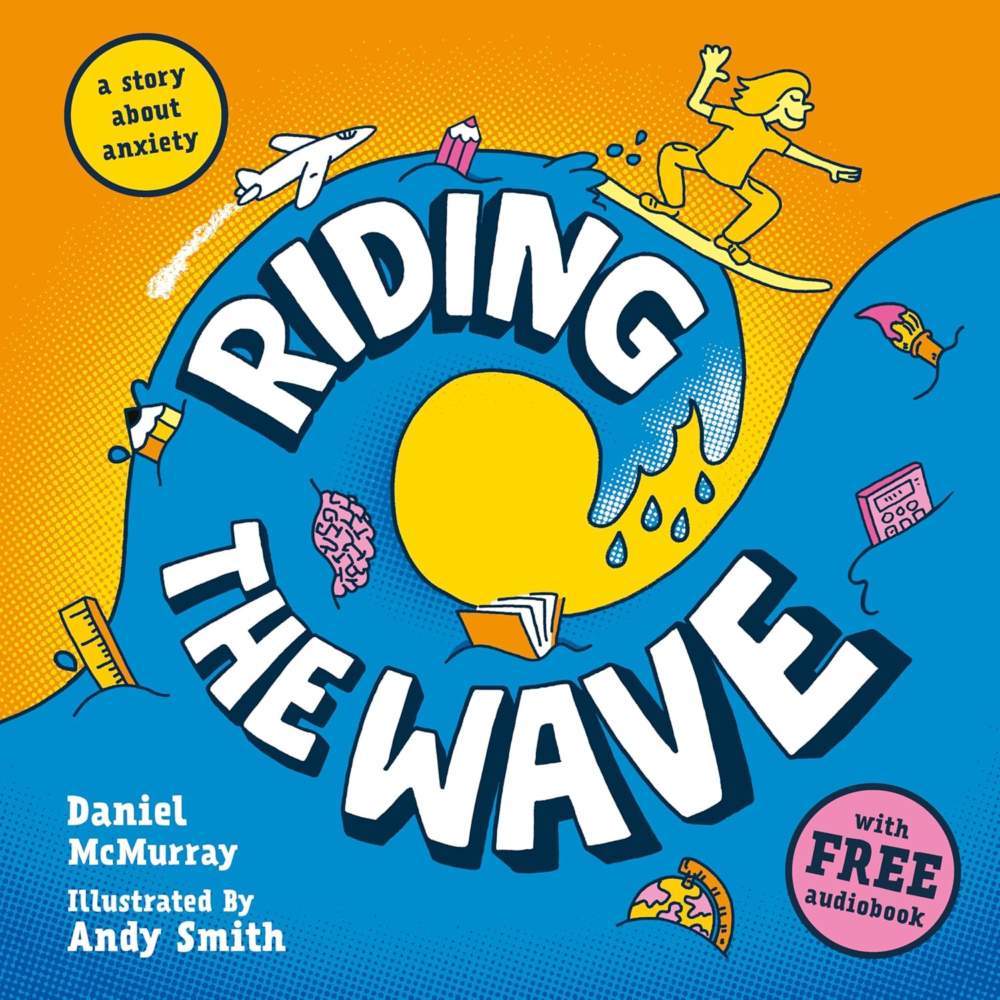 a story
about
anxiety
RIDING
THE WAVE
Daniel
McMurray
Illustrated By
Andy Smith
with
FREE
audiobook